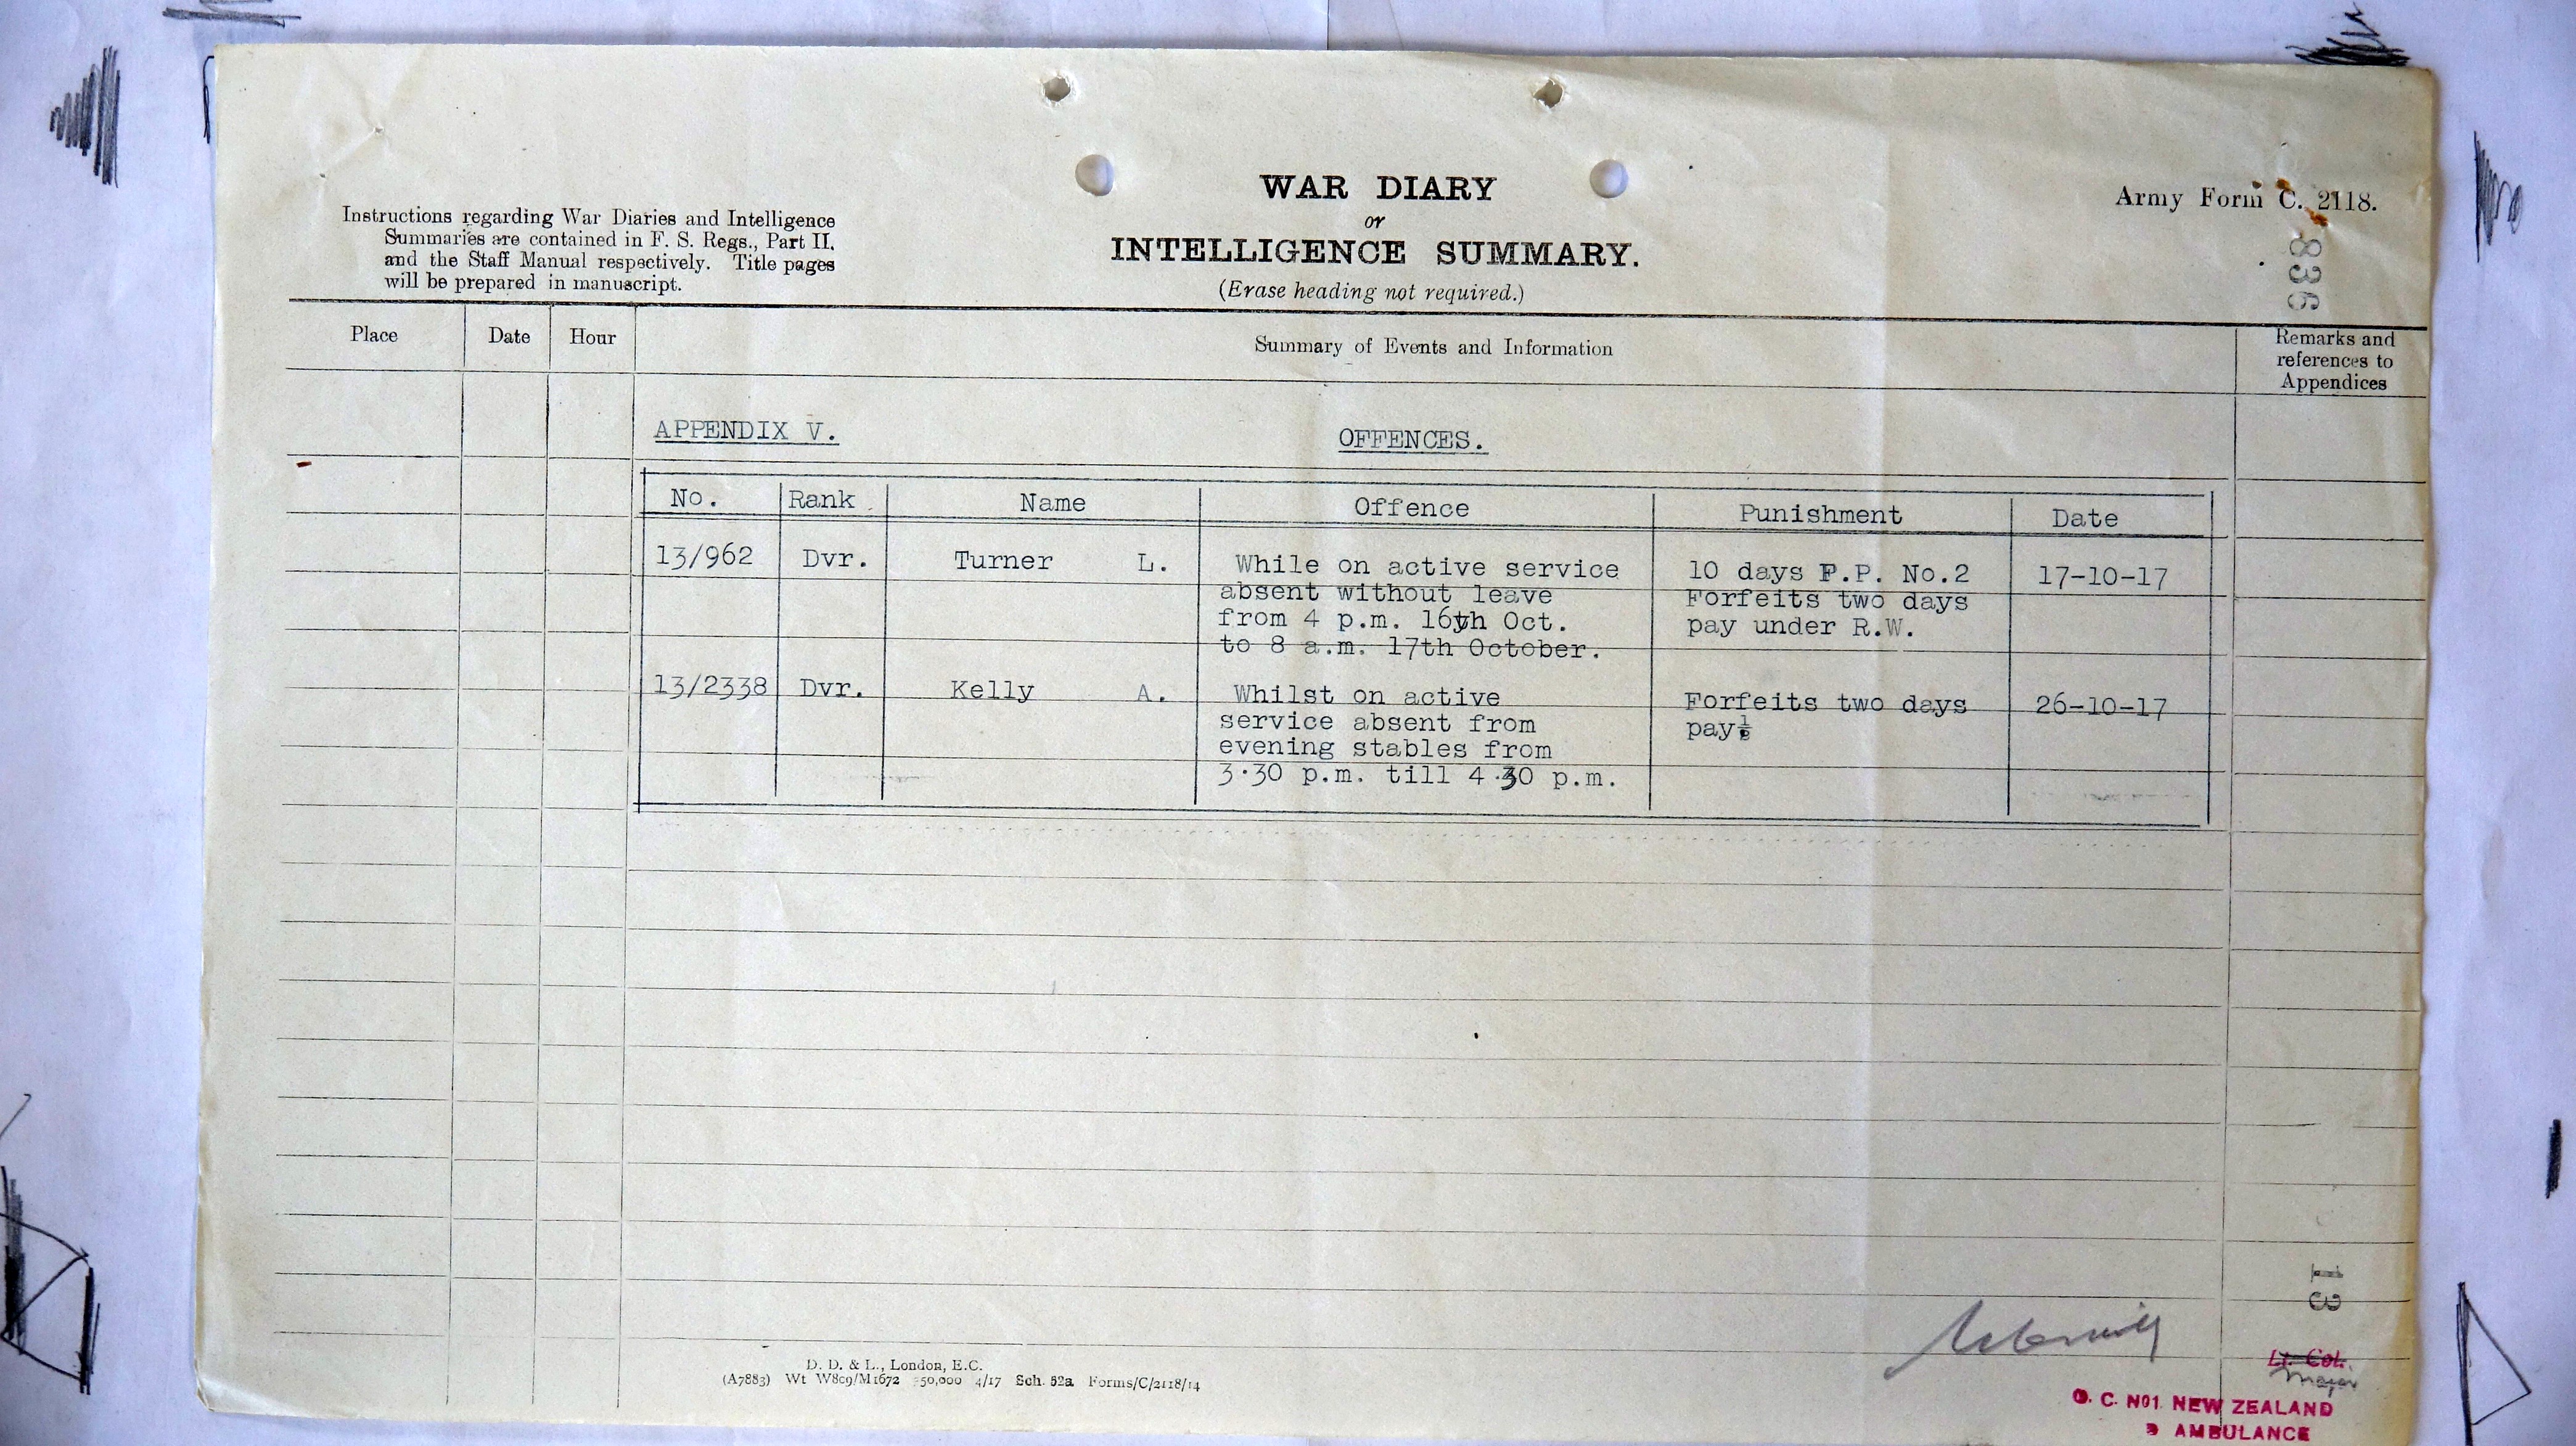 WAR DIARY
or
INTELLIGENCE SUMMARY.
(Erase heading not required.)
Army Form C. 2118.
836
Instructions regarding War Diaries and Intelligence
Summaries are contained in F. S. Regs., Part II,
and the Staff Manual respectively. Title pages
will be prepared in manuscript.
Place Date Hour Summary of Events and Information Remarks and
references to
Appendices
APPENDIX V. OFFENCES.
No. Rank Name Offence Punishment Date
13/962 Dvr. Turner L. While on active service 10 days F.P. No.2 17-10-17
absent without leave Forfeits two days
from 4 p.m. 16th Oct. pay under R.W.
to 8 a.m. 17th October.
13/2338 Dvr. Kelly A. Whilst on active Forfeits two days 26-10-17
service absent from pay
evening stables from
3.30 p.m. till 4.30 p.m.
13
Lt. Col.
Major
O. C. No1 NEW ZEALAND
AMBULANCE
D. D. & L., London, E.C.
(A7883) Wt W809/M1672 350,000 4/17 Sch. 52a Forms/C/2118/14